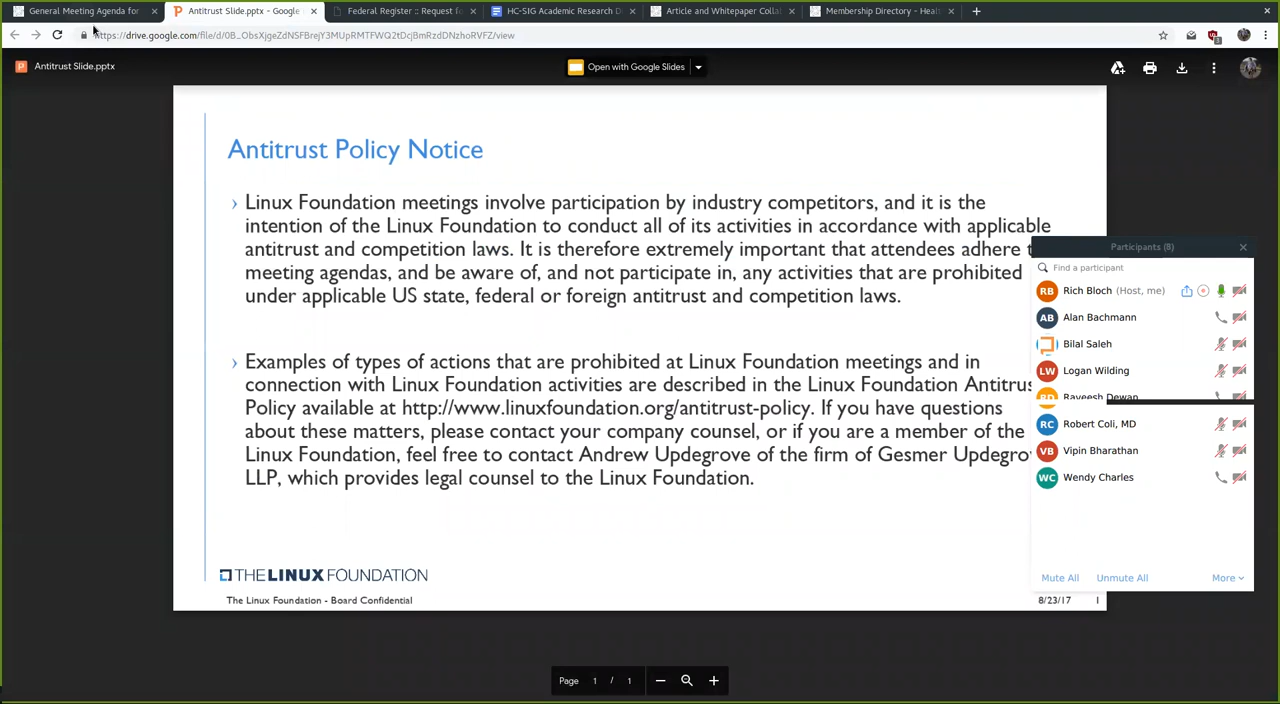 General Meeting Agenda for
Antitrust Slide.pptx - Google
Federal Register :: Request f
HC-SIG Academic Research D
Article and Whitepaper Colla
Membership Directory - Heal
Antitrust Slide.pptx
Open with Google Slides
Antitrust Policy Notice
Linux Foundation meetings involve participation by industry competitors, and it is the
intention of the Linux Foundation to conduct all of its activities in accordance with applicable
antitrust and competition laws. It is therefore extremely important that attendees adhere t
meeting agendas, and be aware of, and not participate in, any activities that are prohibited
under applicable US state, federal or foreign antitrust and competition laws.
Examples of types of actions that are prohibited at Linux Foundation meetings and in
connection with Linux Foundation activities are described in the Linux Foundation Antitrus
Policy available at http://www.linuxfoundation.org/antitrust-policy. If you have questions
about these matters, please contact your company counsel, or if you are a member of the
Linux Foundation, feel free to contact Andrew Updegrove of the firm of Gesmer Updegro
LLP, which provides legal counsel to the Linux Foundation.
THE LINUX FOUNDATION
The Linux Foundation - Board Confidential
8/23/17 1
Participants (8)
Find a participant
RB Rich Bloch (Host, me)
AB Alan Bachmann
Bilal Saleh
LW Logan Wilding
RD Raveesh Dewan
RC Robert Coli, MD
VB Vipin Bharathan
WC Wendy Charles
Mute All Unmute All More
Page 1 / 1